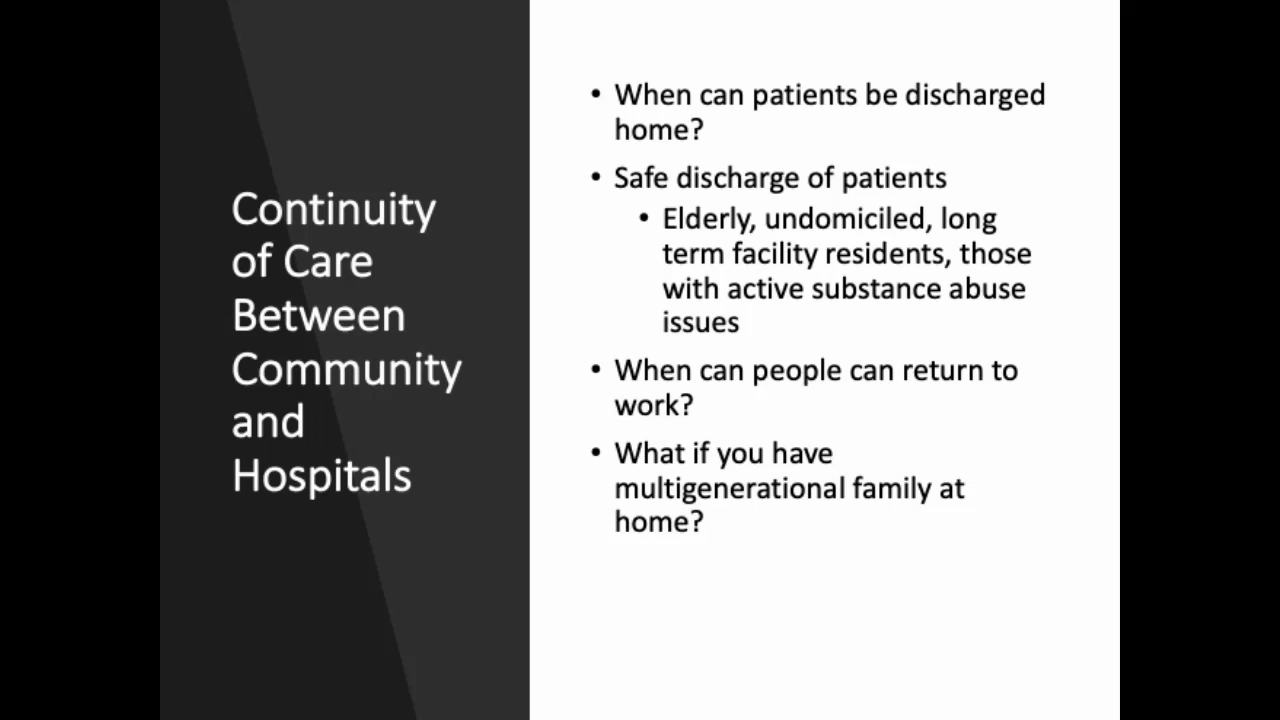 Continuity
of Care
Between
Community
and
Hospitals
• When can patients be discharged
home?
• Safe discharge of patients
• Elderly, undomiciled, long
term facility residents, those
with active substance abuse
issues
• When can people can return to
work?
• What if you have
multigenerational family at
home?